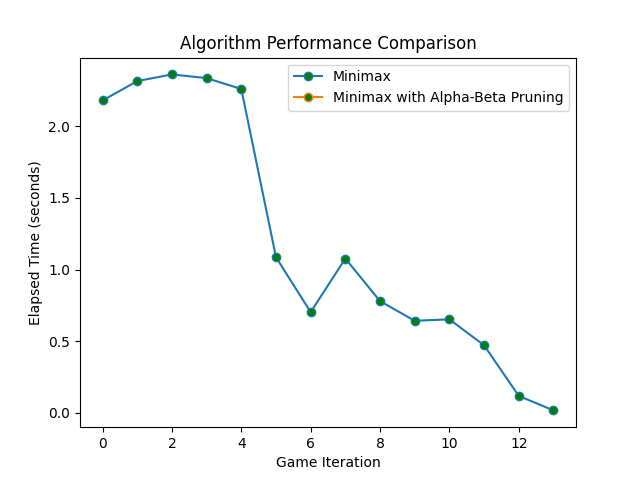 Algorithm Performance Comparison
Minimax
Minimax with Alpha-Beta Pruning
Elapsed Time (seconds)
2.0
1.5
1.0
0.5
0.0
0 2 4 6 8 10 12
Game Iteration